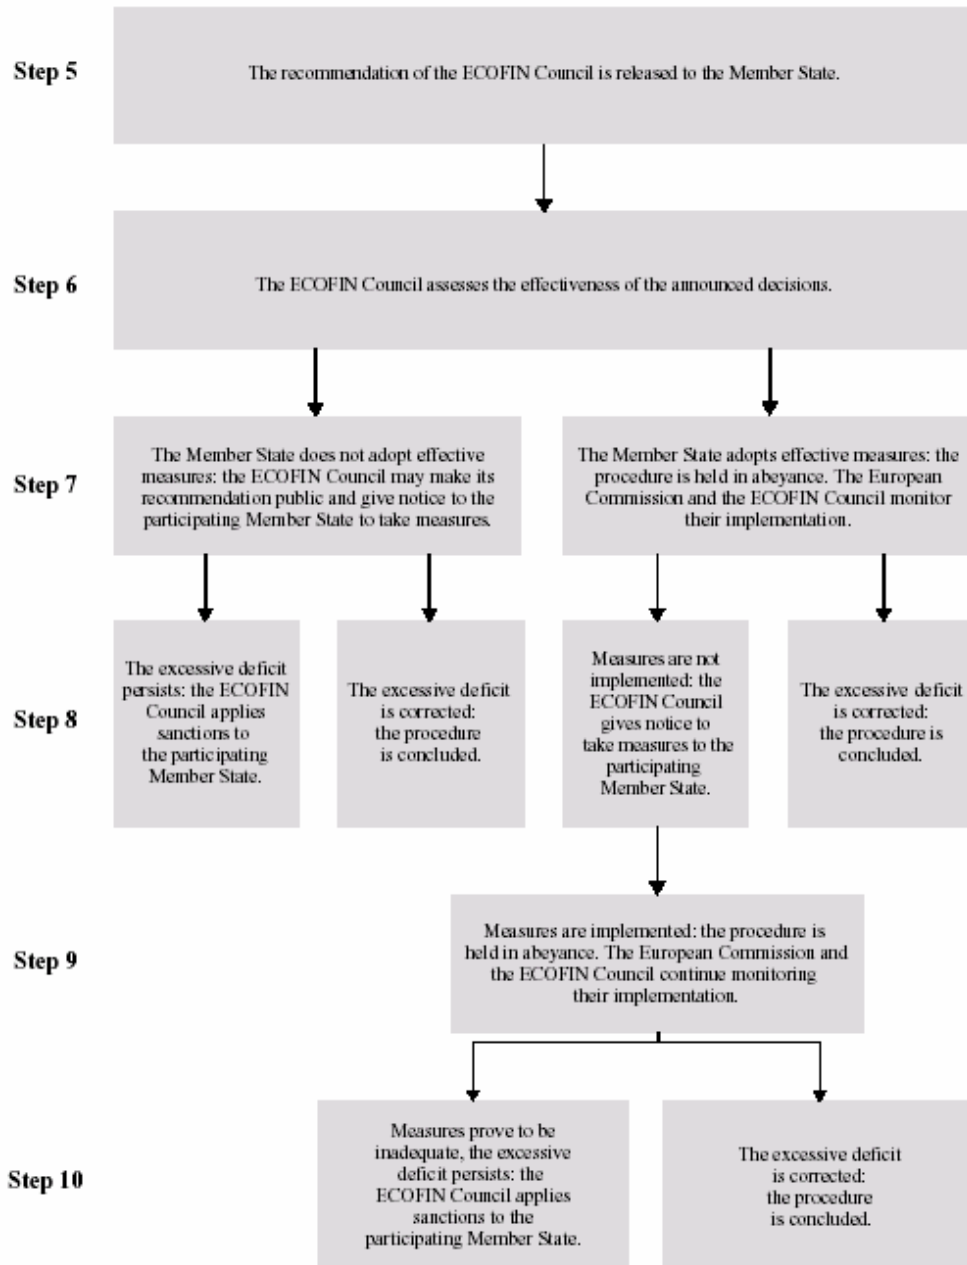 Step 5
The recommendation of the ECOFIN Council is released to the Member State.
Step 6
The ECOFIN Council assesses the effectiveness of the announced decisions.
Step 7
The Member State does not adopt effective
measures: the ECOFIN Council may make its
recommendation public and give notice to the
participating Member State to take measures.
The Member State adopts effective measures: the
procedure is held in abeyance. The European
Commission and the ECOFIN Council monitor
their implementation.
Step 8
The excessive deficit
persists: the ECOFIN
Council applies
sanctions to
the participating
Member State.
The excessive deficit
is corrected:
the procedure
is concluded.
Measures are not
implemented: the
ECOFIN Council
gives notice to
take measures to the
participating
Member State.
The excessive deficit
is corrected:
the procedure is
concluded.
Step 9
Measures are implemented: the procedure is
held in abeyance. The European Commission and
the ECOFIN Council continue monitoring
their implementation.
Step 10
Measures prove to be
inadequate, the excessive
deficit persists: the
ECOFIN Council applies
sanctions to the
participating Member State.
The excessive deficit
is corrected:
the procedure
is concluded.